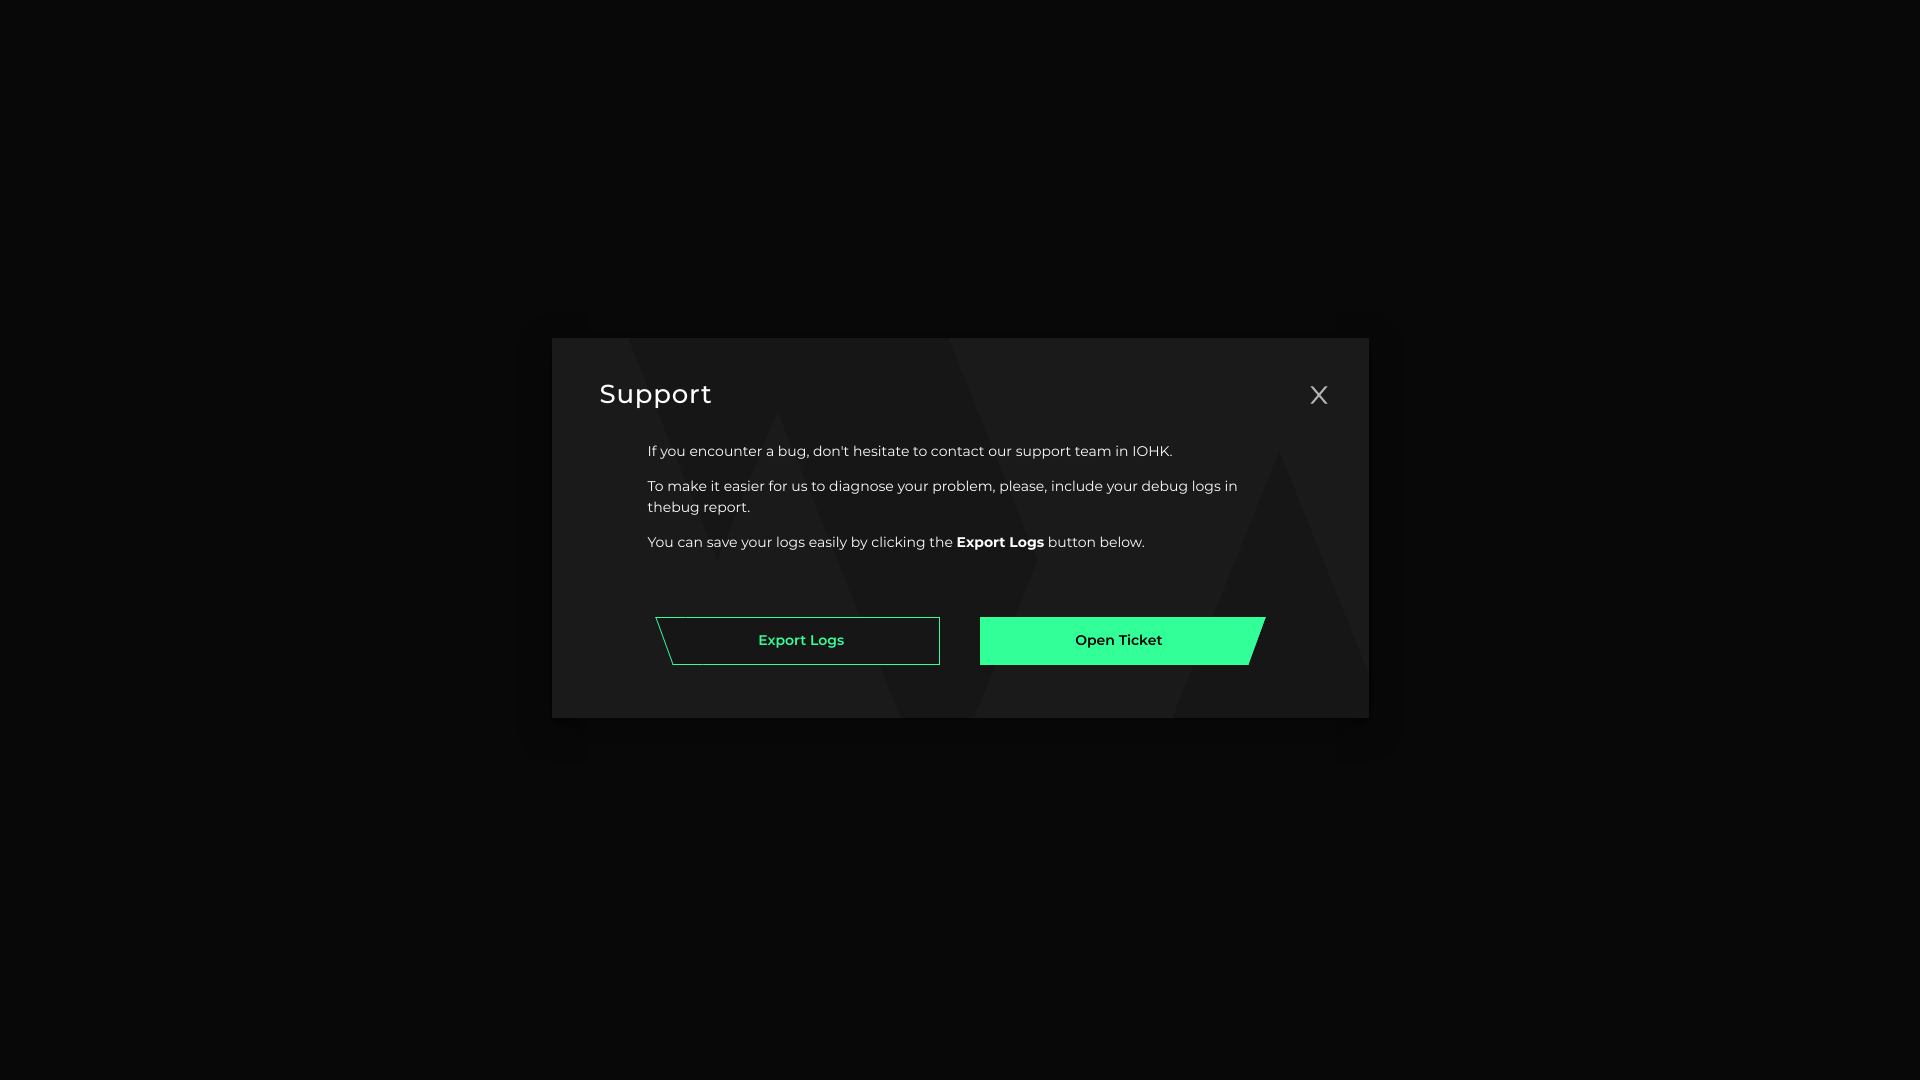 Support
X
If you encounter a bug, don't hesitate to contact our support team in IOHK.
To make it easier for us to diagnose your problem, please, include your debug logs in
thebug report.
You can save your logs easily by clicking the Export Logs button below.
Export Logs
Open Ticket